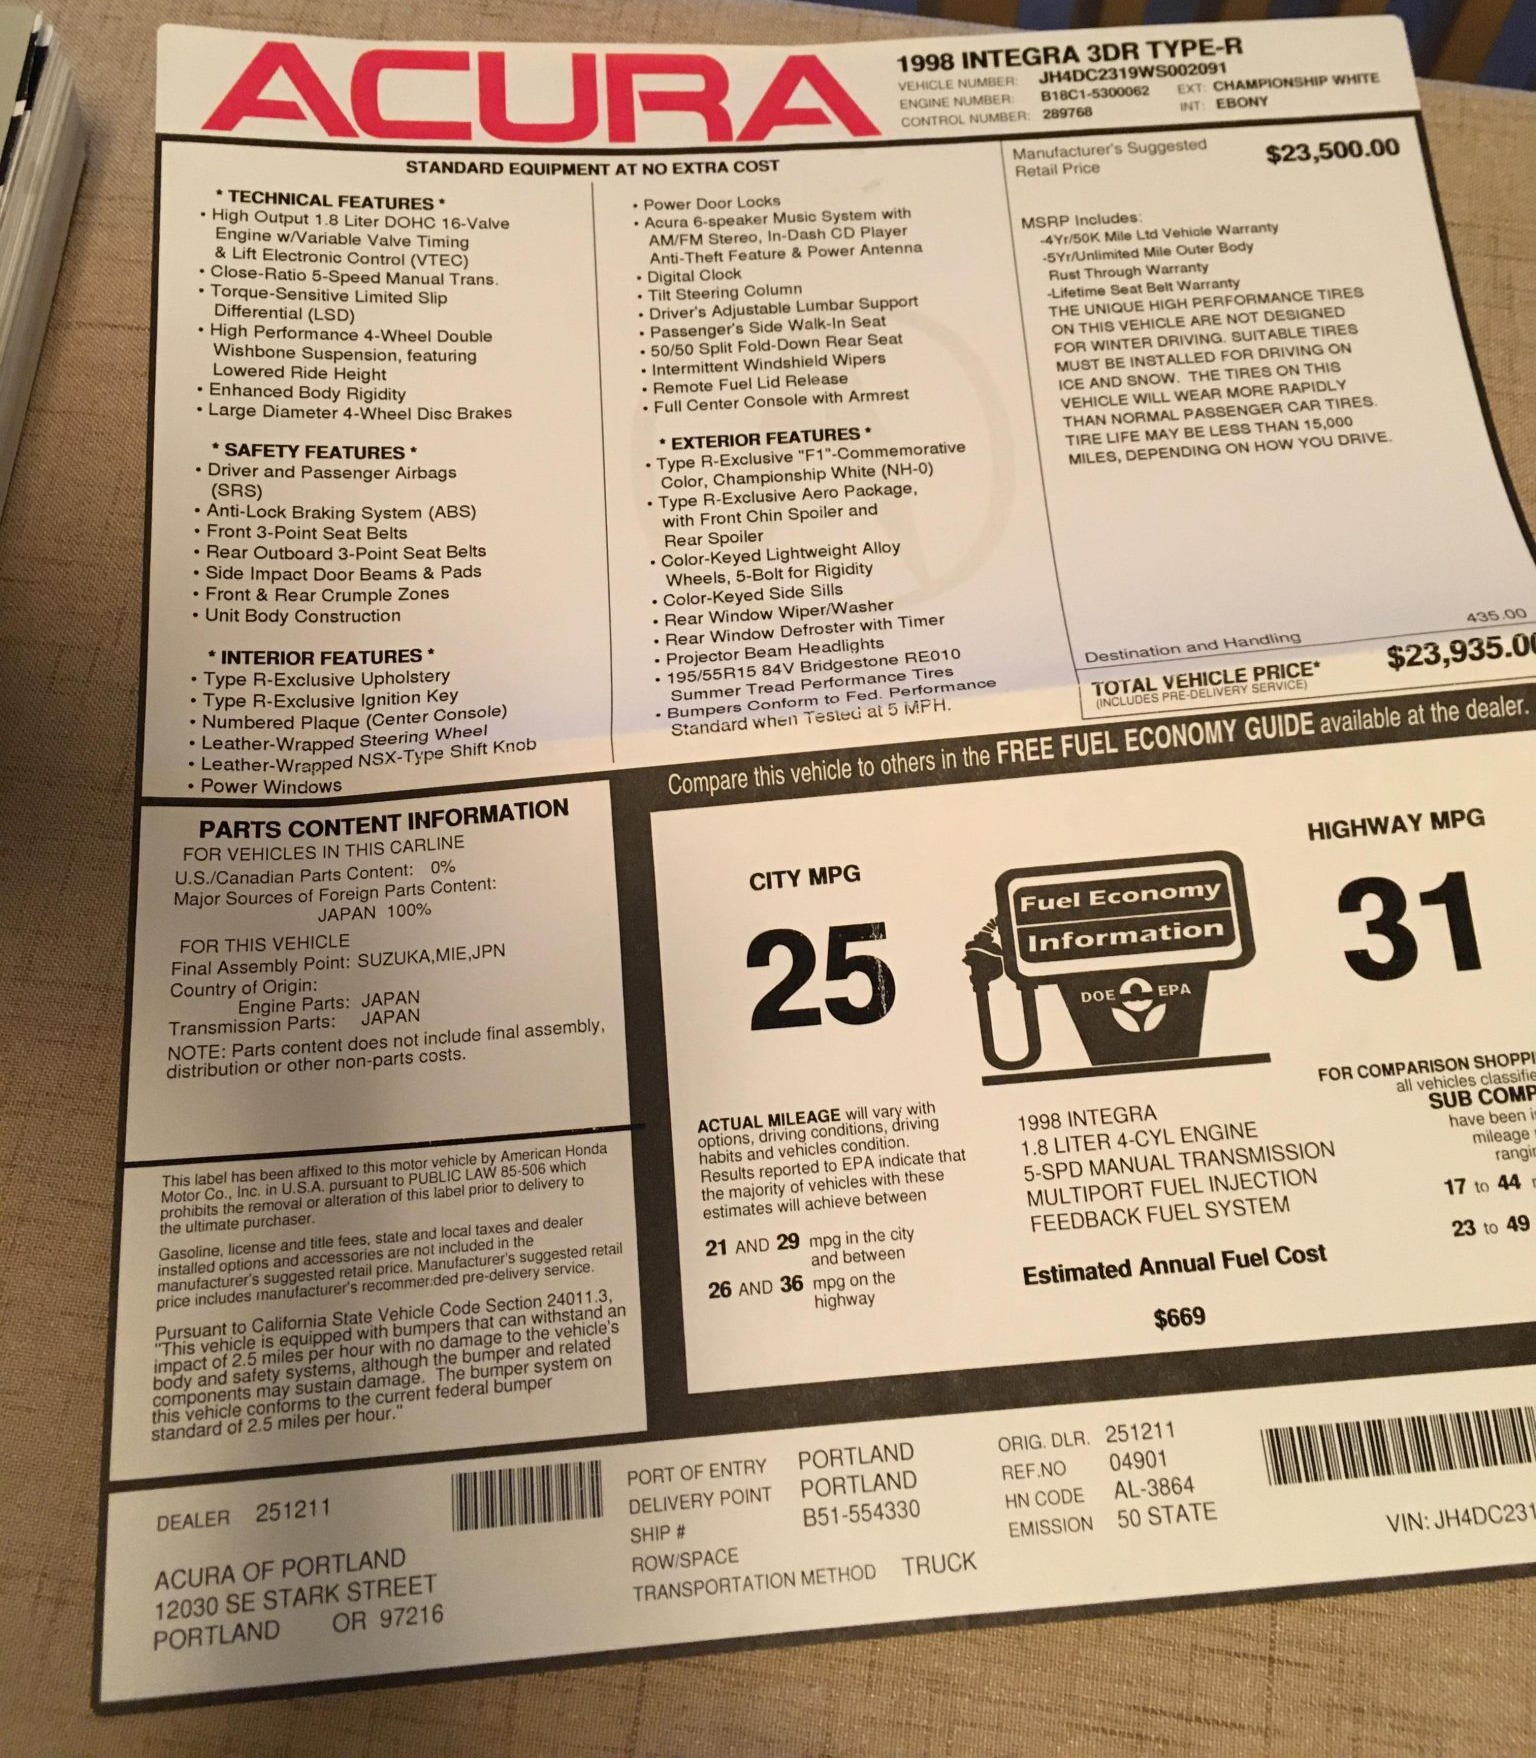 ACURA
1998 INTEGRA 3DR TYPE-R
VEHICLE NUMBER: JH4DC2319WS002091
ENGINE NUMBER: B18C1-5300062 EXT: CHAMPIONSHIP WHITE
CONTROL NUMBER: 289768 INT: EBONY
STANDARD EQUIPMENT AT NO EXTRA COST
* TECHNICAL FEATURES *
• High Output 1.8 Liter DOHC 16-Valve
Engine w/Variable Valve Timing
& Lift Electronic Control (VTEC)
• Close-Ratio 5-Speed Manual Trans.
• Torque-Sensitive Limited Slip
Differential (LSD)
• High Performance 4-Wheel Double
Wishbone Suspension, featuring
Lowered Ride Height
• Enhanced Body Rigidity
• Large Diameter 4-Wheel Disc Brakes
* SAFETY FEATURES *
• Driver and Passenger Airbags
(SRS)
• Anti-Lock Braking System (ABS)
• Front 3-Point Seat Belts
• Rear Outboard 3-Point Seat Belts
• Side Impact Door Beams & Pads
• Front & Rear Crumple Zones
• Unit Body Construction
* INTERIOR FEATURES *
• Type R-Exclusive Upholstery
• Type R-Exclusive Ignition Key
• Numbered Plaque (Center Console)
• Leather-Wrapped Steering Wheel
• Leather-Wrapped NSX-Type Shift Knob
• Power Windows
• Power Door Locks
• Acura 6-speaker Music System with
AM/FM Stereo, In-Dash CD Player
Anti-Theft Feature & Power Antenna
• Digital Clock
• Tilt Steering Column
• Driver's Adjustable Lumbar Support
• Passenger's Side Walk-In Seat
• 50/50 Split Fold-Down Rear Seat
• Intermittent Windshield Wipers
• Remote Fuel Lid Release
• Full Center Console with Armrest
* EXTERIOR FEATURES *
• Type R-Exclusive "F1"-Commemorative
Color, Championship White (NH-0)
• Type R-Exclusive Aero Package,
with Front Chin Spoiler and
Rear Spoiler
• Color-Keyed Lightweight Alloy
Wheels, 5-Bolt for Rigidity
• Color-Keyed Side Sills
• Rear Window Wiper/Washer
• Rear Window Defroster with Timer
• Projector Beam Headlights
• 195/55R15 84V Bridgestone RE010
Summer Tread Performance Tires
• Bumpers Conform to Fed. Performance
Standard when Tested at 5 MPH.
Manufacturer's Suggested
Retail Price $23,500.00
MSRP Includes:
-4Yr/50K Mile Ltd Vehicle Warranty
-5Yr/Unlimited Mile Outer Body
Rust Through Warranty
-Lifetime Seat Belt Warranty
THE UNIQUE HIGH PERFORMANCE TIRES
ON THIS VEHICLE ARE NOT DESIGNED
FOR WINTER DRIVING. SUITABLE TIRES
MUST BE INSTALLED FOR DRIVING ON
ICE AND SNOW. THE TIRES ON THIS
VEHICLE WILL WEAR MORE RAPIDLY
THAN NORMAL PASSENGER CAR TIRES.
TIRE LIFE MAY BE LESS THAN 15,000
MILES, DEPENDING ON HOW YOU DRIVE.
Destination and Handling 435.00
TOTAL VEHICLE PRICE* $23,935.00
(INCLUDES PRE-DELIVERY SERVICE)
PARTS CONTENT INFORMATION
FOR VEHICLES IN THIS CARLINE
U.S./Canadian Parts Content: 0%
Major Sources of Foreign Parts Content:
JAPAN 100%
FOR THIS VEHICLE
Final Assembly Point: SUZUKA,MIE,JPN
Country of Origin:
Engine Parts: JAPAN
Transmission Parts: JAPAN
NOTE: Parts content does not include final assembly,
distribution or other non-parts costs.
This label has been affixed to this motor vehicle by American Honda
Motor Co., Inc. in U.S.A. pursuant to PUBLIC LAW 85-506 which
prohibits the removal or alteration of this label prior to delivery to
the ultimate purchaser.
Gasoline, license and title fees, state and local taxes and dealer
installed options and accessories are not included in the
manufacturer's suggested retail price. Manufacturer's suggested retail
price includes manufacturer's recommended pre-delivery service.
Pursuant to California State Vehicle Code Section 24011.3,
"This vehicle is equipped with bumpers that can withstand an
impact of 2.5 miles per hour with no damage to the vehicle's
body and safety systems, although the bumper and related
components may sustain damage. The bumper system on
this vehicle conforms to the current federal bumper
standard of 2.5 miles per hour."
Compare this vehicle to others in the FREE FUEL ECONOMY GUIDE available at the dealer.
CITY MPG
25
Fuel Economy
Information
DOE EPA
HIGHWAY MPG
31
ACTUAL MILEAGE will vary with
options, driving conditions, driving
habits and vehicles condition.
Results reported to EPA indicate that
the majority of vehicles with these
estimates will achieve between
21 AND 29 mpg in the city
and between
26 AND 36 mpg on the
highway
1998 INTEGRA
1.8 LITER 4-CYL ENGINE
5-SPD MANUAL TRANSMISSION
MULTIPORT FUEL INJECTION
FEEDBACK FUEL SYSTEM
Estimated Annual Fuel Cost
$669
FOR COMPARISON SHOPPI
all vehicles classifie
SUB COMP
have been i
mileage
rangi
17 to 44
23 to 49
DEALER 251211
ACURA OF PORTLAND
12030 SE STARK STREET
PORTLAND OR 97216
PORT OF ENTRY PORTLAND
DELIVERY POINT PORTLAND
SHIP # B51-554330
ROW/SPACE
TRANSPORTATION METHOD TRUCK
ORIG. DLR. 251211
REF.NO 04901
HN CODE AL-3864
EMISSION 50 STATE
VIN: JH4DC231